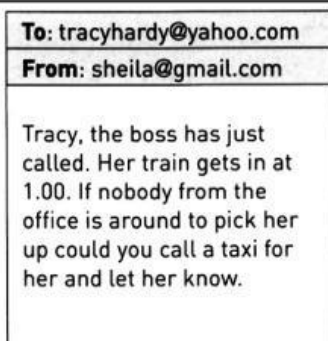 To: tracyhardy@yahoo.com
From: sheila@gmail.com
Tracy, the boss has just
called. Her train gets in at
1.00. If nobody from the
office is around to pick her
up could you call a taxi for
her and let her know.